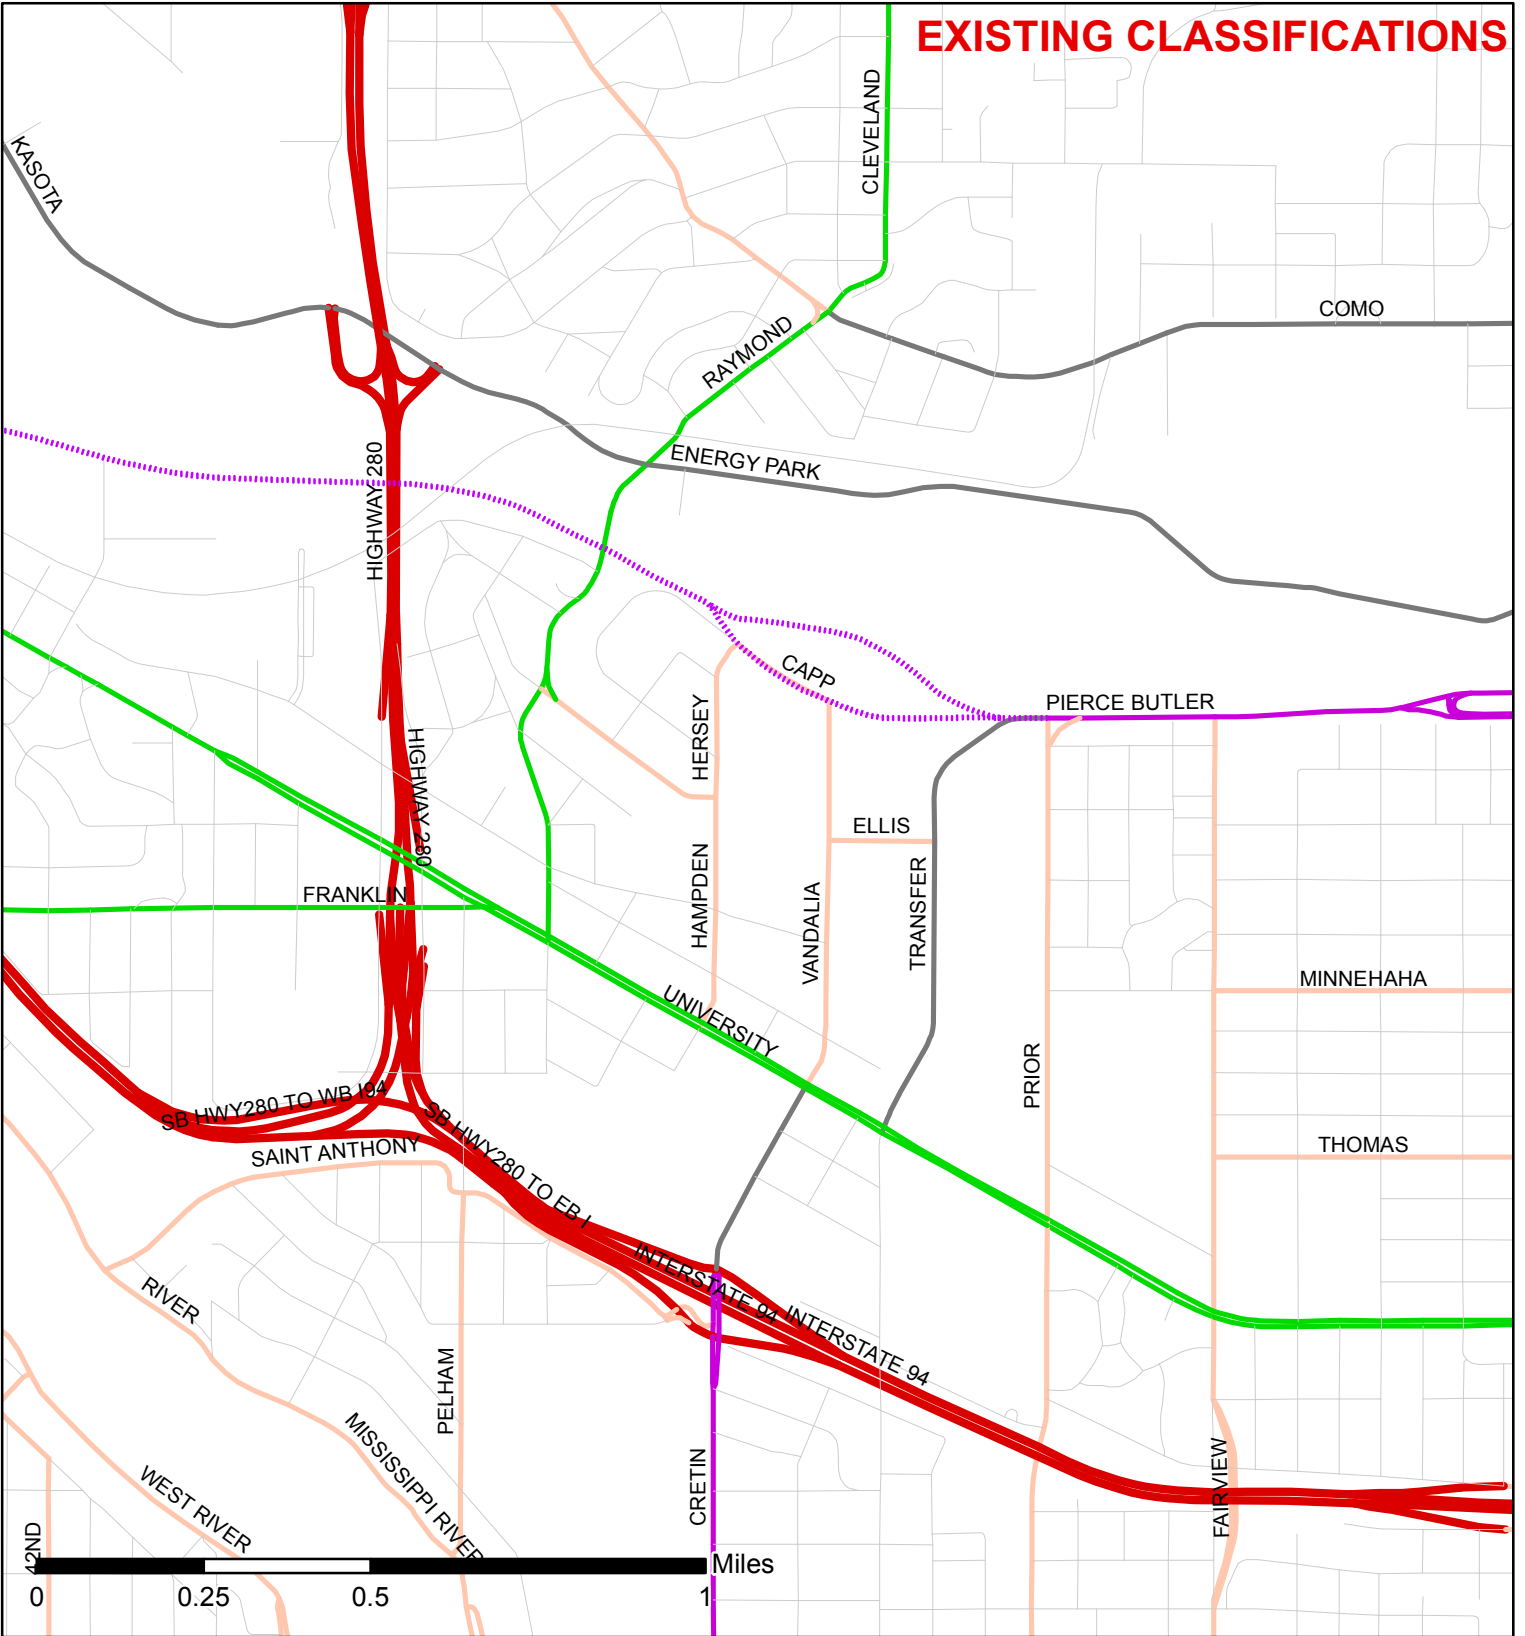 EXISTING CLASSIFICATIONS
CLEVELAND
KASOTA
COMO
RAYMOND
ENERGY PARK
HIGHWAY 280
CAPP
PIERCE BUTLER
HERSEY
HIGHWAY 280
ELLIS
HAMPDEN
TRANSFER
FRANKLIN
VANDALIA
MINNEHAHA
UNIVERSITY
PRIOR
SB HWY280 TO WB I94
SB HWY280 TO EB I
SAINT ANTHONY
THOMAS
INTERSTATE 94
INTERSTATE 94
RIVER
PELHAM
MISSISSIPPI RIVER
CRETIN
FAIRVIEW
WEST RIVER
42ND
Miles
0 0.25 0.5 1